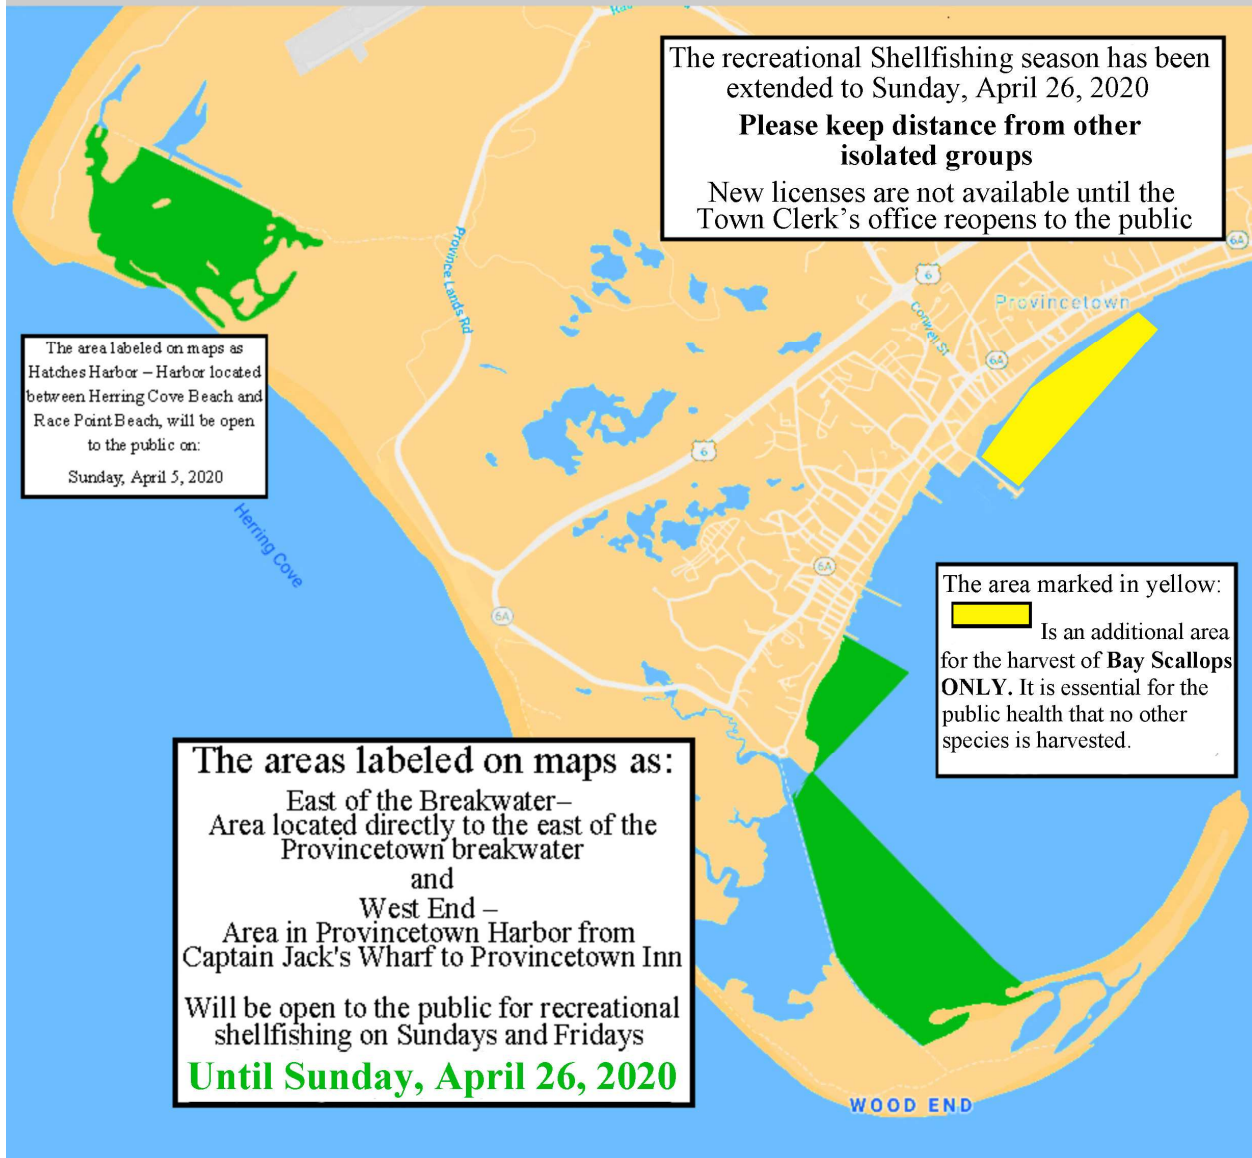 The recreational Shellfishing season has been
extended to Sunday, April 26, 2020
Please keep distance from other
isolated groups
New licenses are not available until the
Town Clerk's office reopens to the public
Province Lands Rd
6
6A
Conwell St
Provincetown
6A
The area labeled on maps as
Hatches Harbor – Harbor located
between Herring Cove Beach and
Race Point Beach, will be open
to the public on:
Sunday, April 5, 2020
6
Herring Cove
6A
6A
The area marked in yellow:
Is an additional area
for the harvest of Bay Scallops
ONLY. It is essential for the
public health that no other
species is harvested.
The areas labeled on maps as:
East of the Breakwater–
Area located directly to the east of the
Provincetown breakwater
and
West End –
Area in Provincetown Harbor from
Captain Jack's Wharf to Provincetown Inn
Will be open to the public for recreational
shellfishing on Sundays and Fridays
Until Sunday, April 26, 2020
WOOD END